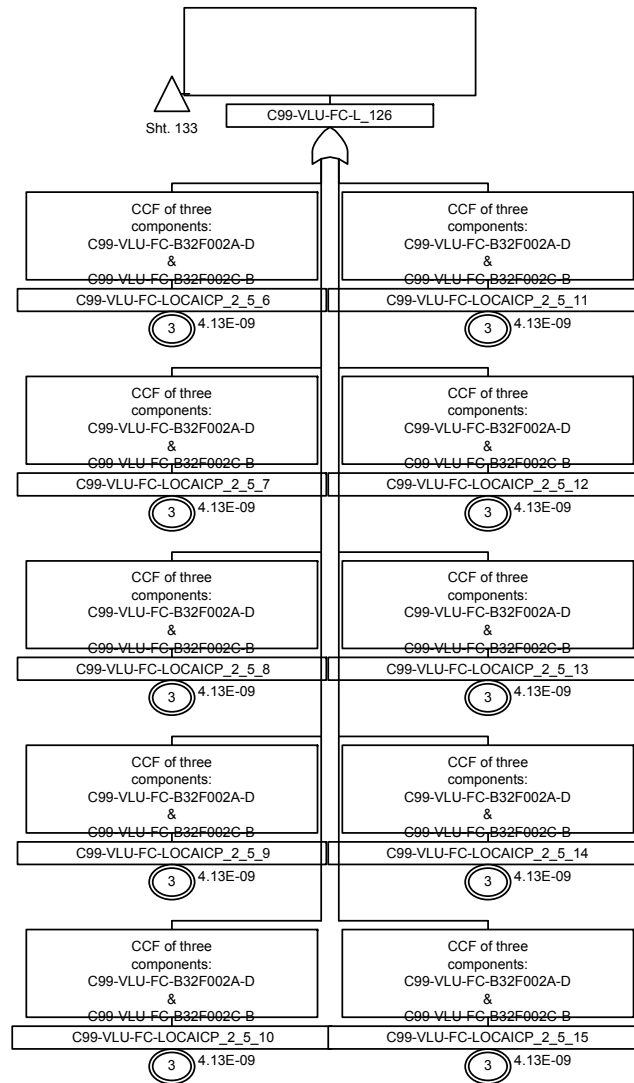 C99-VLU-FC-L_126
Sht. 133
CCF of three
components:
C99-VLU-FC-B32F002A-D
&
C99-VLU-FC-B32F002C-B
C99-VLU-FC-LOCAICP_2_5_6
3
4.13E-09
CCF of three
components:
C99-VLU-FC-B32F002A-D
&
C99-VLU-FC-B32F002C-B
C99-VLU-FC-LOCAICP_2_5_11
3
4.13E-09
CCF of three
components:
C99-VLU-FC-B32F002A-D
&
C99-VLU-FC-B32F002C-B
C99-VLU-FC-LOCAICP_2_5_7
3
4.13E-09
CCF of three
components:
C99-VLU-FC-B32F002A-D
&
C99-VLU-FC-B32F002C-B
C99-VLU-FC-LOCAICP_2_5_12
3
4.13E-09
CCF of three
components:
C99-VLU-FC-B32F002A-D
&
C99-VLU-FC-B32F002C-B
C99-VLU-FC-LOCAICP_2_5_8
3
4.13E-09
CCF of three
components:
C99-VLU-FC-B32F002A-D
&
C99-VLU-FC-B32F002C-B
C99-VLU-FC-LOCAICP_2_5_13
3
4.13E-09
CCF of three
components:
C99-VLU-FC-B32F002A-D
&
C99-VLU-FC-B32F002C-B
C99-VLU-FC-LOCAICP_2_5_9
3
4.13E-09
CCF of three
components:
C99-VLU-FC-B32F002A-D
&
C99-VLU-FC-B32F002C-B
C99-VLU-FC-LOCAICP_2_5_14
3
4.13E-09
CCF of three
components:
C99-VLU-FC-B32F002A-D
&
C99-VLU-FC-B32F002C-B
C99-VLU-FC-LOCAICP_2_5_10
3
4.13E-09
CCF of three
components:
C99-VLU-FC-B32F002A-D
&
C99-VLU-FC-B32F002C-B
C99-VLU-FC-LOCAICP_2_5_15
3
4.13E-09